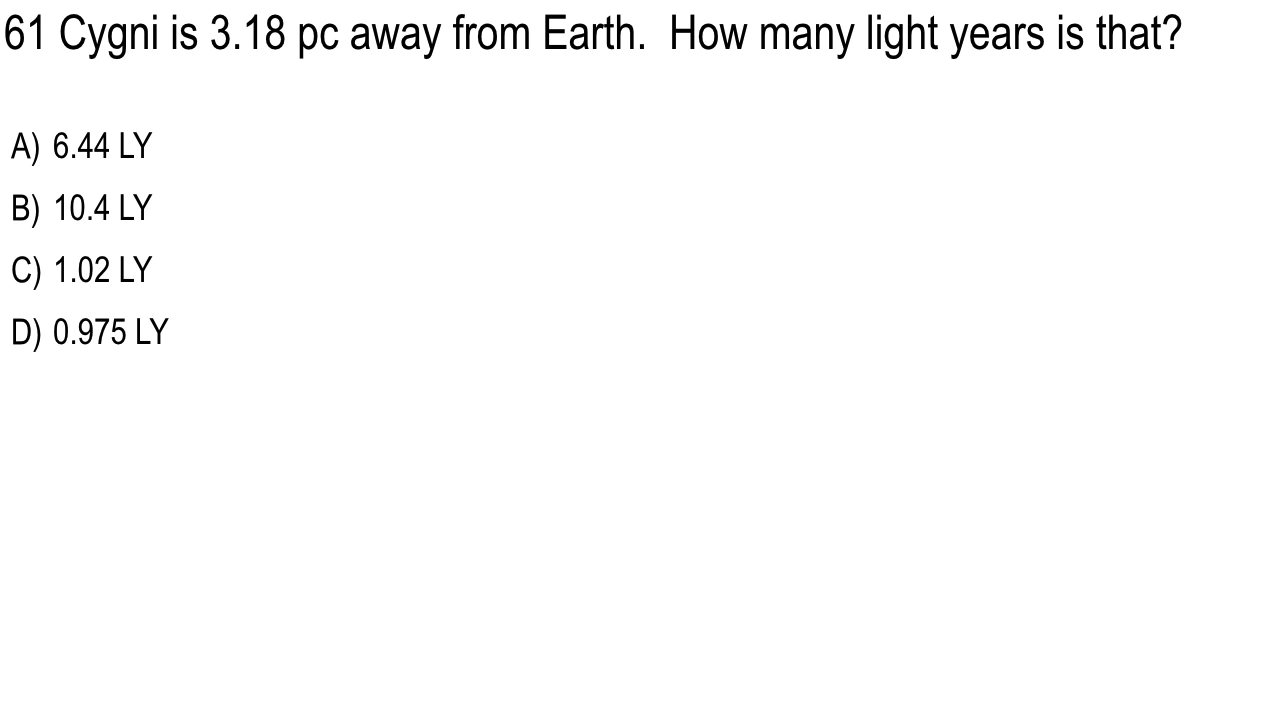 61 Cygni is 3.18 pc away from Earth.  How many light years is that?
A) 6.44 LY
B) 10.4 LY
C) 1.02 LY
D) 0.975 LY